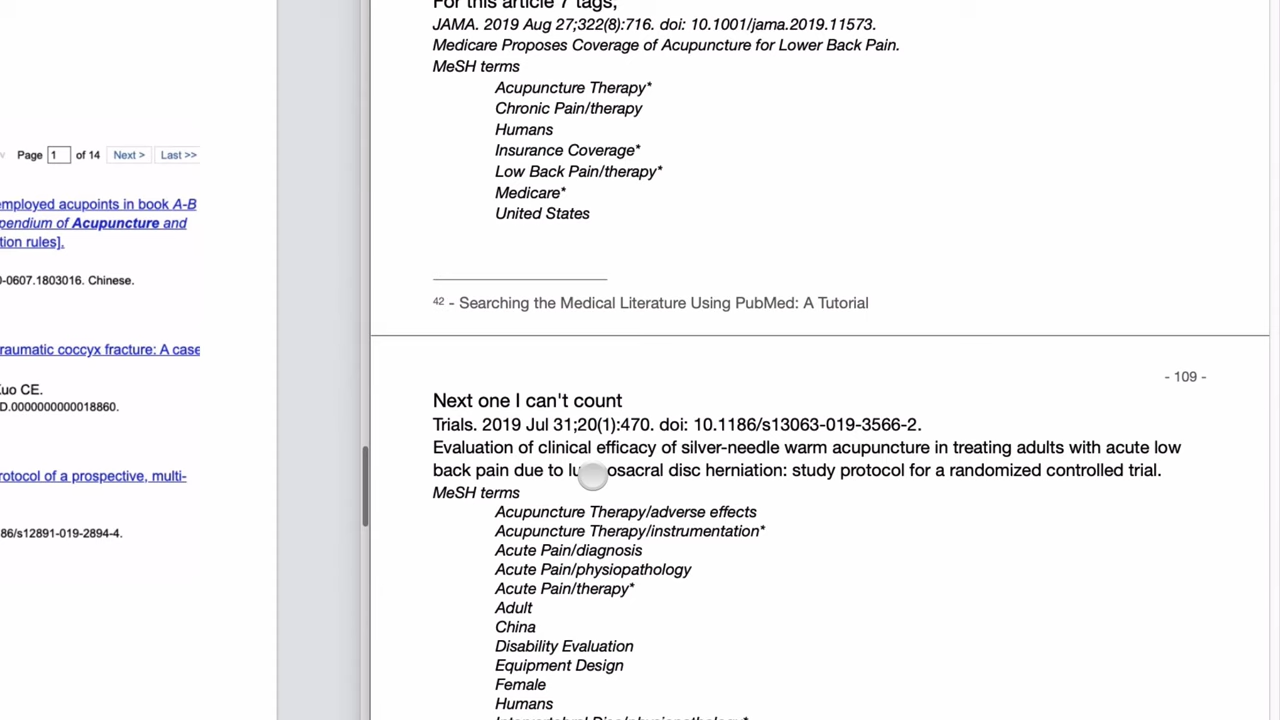 Page 1 of 14 Next > Last >>
employed acupoints in book A-B
pendium of Acupuncture and
tion rules].
0-0607.1803016. Chinese.
raumatic coccyx fracture: A case
Kuo CE.
D.0000000000018860.
rotocol of a prospective, multi-
86/s12891-019-2894-4.
For this article 7 tags,
JAMA. 2019 Aug 27;322(8):716. doi: 10.1001/jama.2019.11573.
Medicare Proposes Coverage of Acupuncture for Lower Back Pain.
MeSH terms
Acupuncture Therapy*
Chronic Pain/therapy
Humans
Insurance Coverage*
Low Back Pain/therapy*
Medicare*
United States
42 - Searching the Medical Literature Using PubMed: A Tutorial
- 109 -
Next one I can't count
Trials. 2019 Jul 31;20(1):470. doi: 10.1186/s13063-019-3566-2.
Evaluation of clinical efficacy of silver-needle warm acupuncture in treating adults with acute low
back pain due to lu osacral disc herniation: study protocol for a randomized controlled trial.
MeSH terms
Acupuncture Therapy/adverse effects
Acupuncture Therapy/instrumentation*
Acute Pain/diagnosis
Acute Pain/physiopathology
Acute Pain/therapy*
Adult
China
Disability Evaluation
Equipment Design
Female
Humans